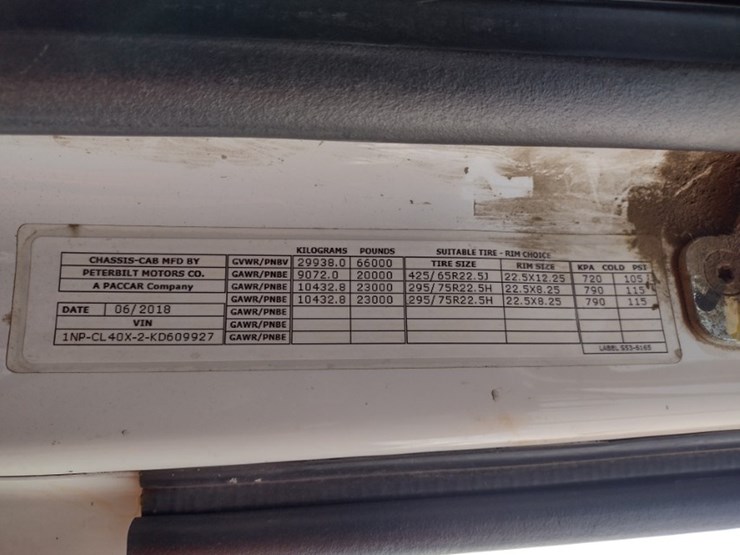 KILOGRAMS POUNDS SUITABLE TIRE - RIM CHOICE
CHASSIS-CAB MFD BY GVWR/PNBV 29938.0 66000 TIRE SIZE RIM SIZE KPA COLD PSI
PETERBILT MOTORS CO. GAWR/PNBE 9072.0 20000 425/65R22.5J 22.5X12.25 720 105
A PACCAR Company GAWR/PNBE 10432.8 23000 295/75R22.5H 22.5X8.25 790 115
GAWR/PNBE 10432.8 23000 295/75R22.5H 22.5X8.25 790 115
DATE 06/2018 GAWR/PNBE
VIN GAWR/PNBE
1NP-CL40X-2-KD609927 GAWR/PNBE
LABEL S53-6165